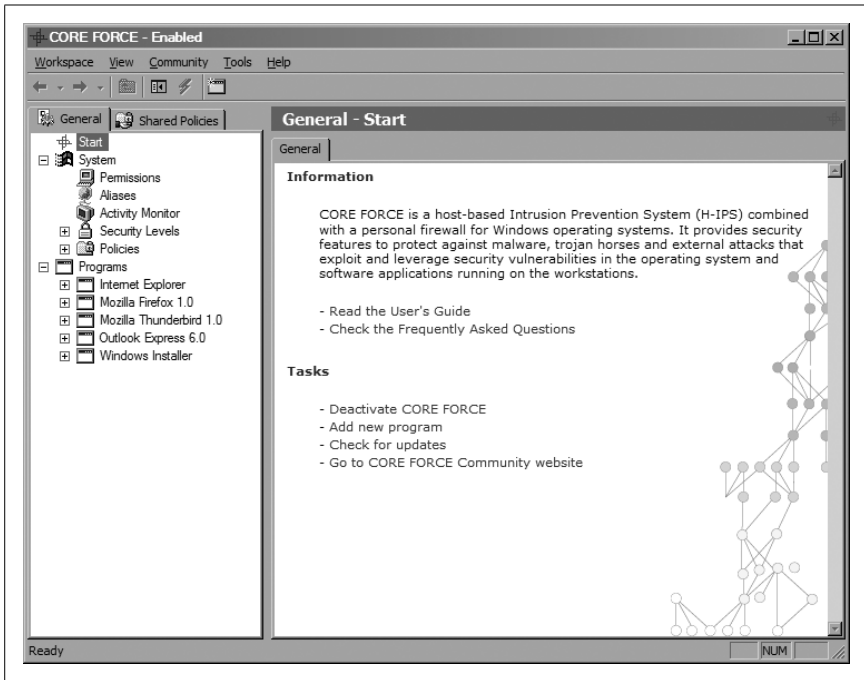 CORE FORCE - Enabled
Workspace View Community Tools Help
General Shared Policies
Start
System
Permissions
Aliases
Activity Monitor
Security Levels
Policies
Programs
Internet Explorer
Mozilla Firefox 1.0
Mozilla Thunderbird 1.0
Outlook Express 6.0
Windows Installer
General - Start
General
Information
CORE FORCE is a host-based Intrusion Prevention System (H-IPS) combined
with a personal firewall for Windows operating systems. It provides security
features to protect against malware, trojan horses and external attacks that
exploit and leverage security vulnerabilities in the operating system and
software applications running on the workstations.
- Read the User's Guide
- Check the Frequently Asked Questions
Tasks
- Deactivate CORE FORCE
- Add new program
- Check for updates
- Go to CORE FORCE Community website
Ready
NUM